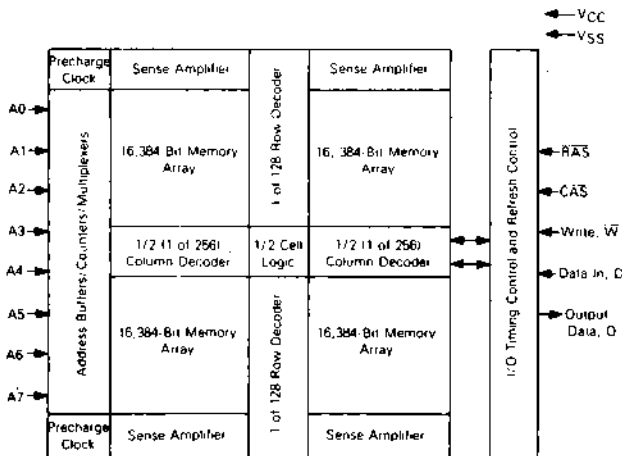 VCC
VSS
Precharge
Clock
Sense Amplifier
1 of 128 Row Decoder
Sense Amplifier
A0
A1
A2
A3
A4
A5
A6
A7
Address Buffers/Counters/Multiplexers
16,384-Bit Memory
Array
16, 384-Bit Memory
Array
I/O Timing Control and Refresh Control
RAS
CAS
Write, W
Data In, D
Output
Data, Q
1/2 (1 of 256)
Column Decoder
1/2 Cell
Logic
1/2 (1 of 256)
Column Decoder
16,384-Bit Memory
Array
1 of 128 Row Decoder
16,384-Bit Memory
Array
Precharge
Clock
Sense Amplifier
Sense Amplifier